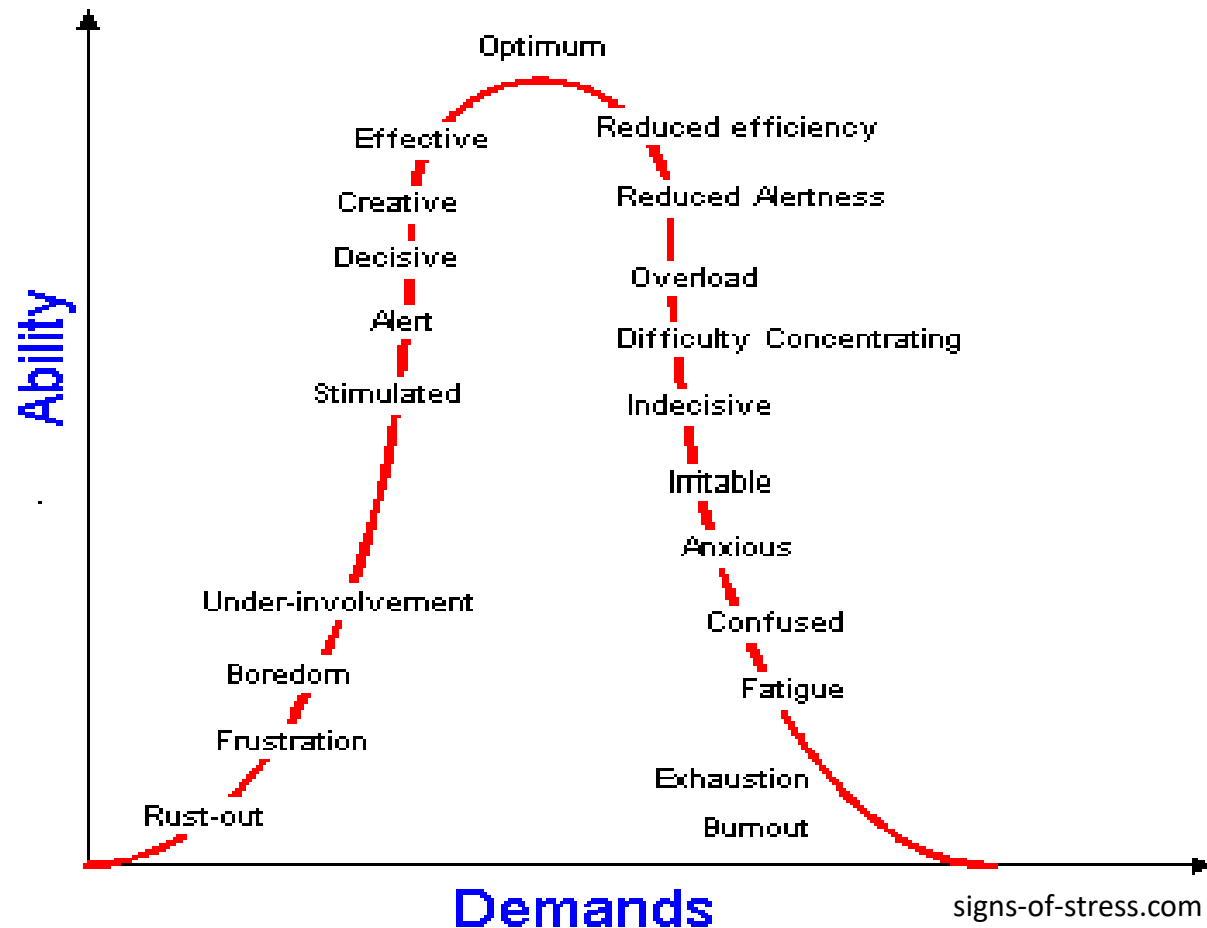 Optimum
Effective
Reduced efficiency
Creative
Reduced Alertness
Decisive
Overload
Alert
Difficulty Concentrating
Stimulated
Indecisive
Irritable
Anxious
Under-involvement
Confused
Boredom
Fatigue
Frustration
Exhaustion
Rust-out
Burnout
Ability
Demands
signs-of-stress.com